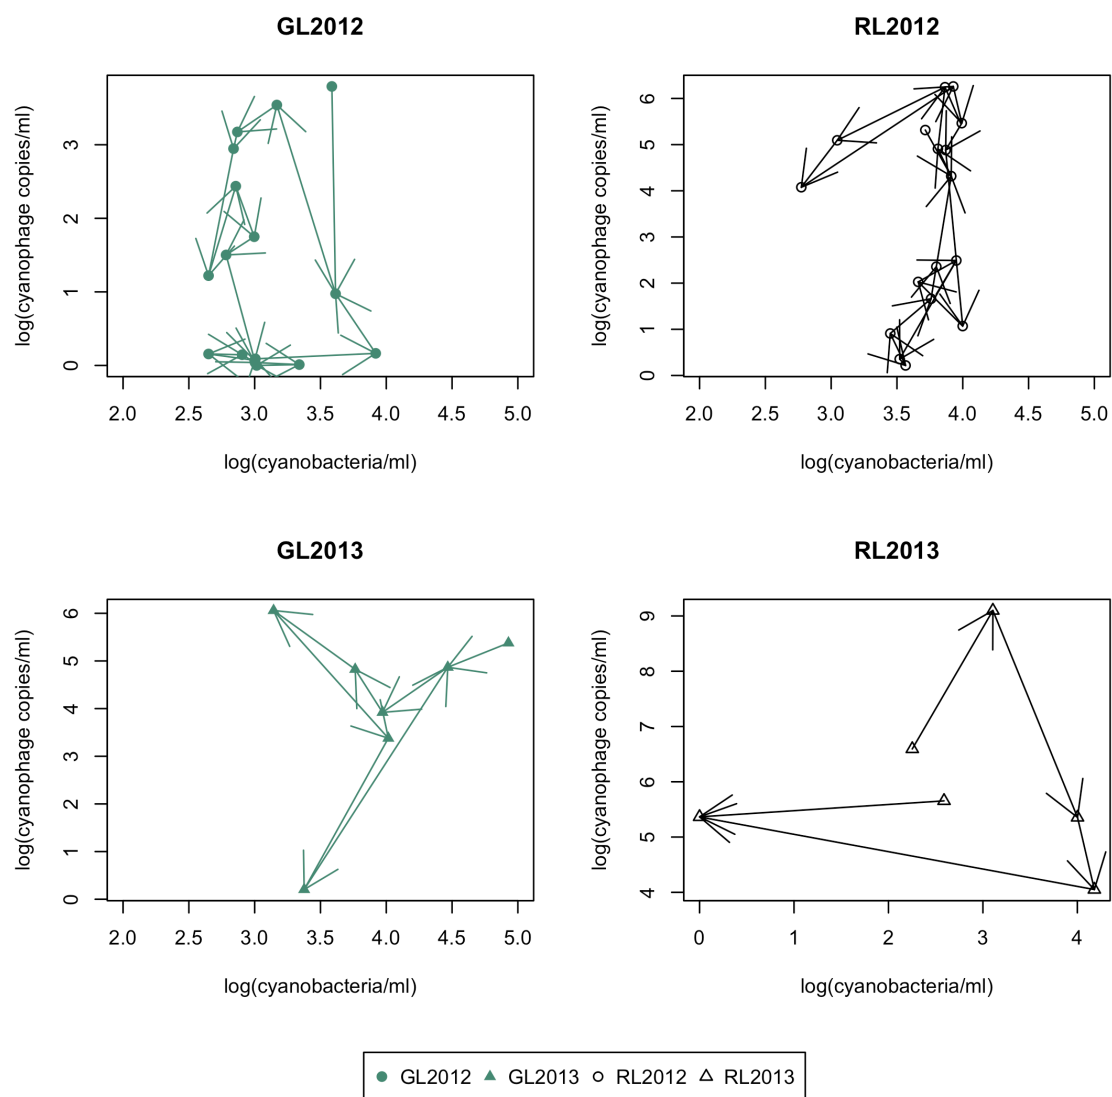 GL2012
log(cyanophage copies/ml)
0 1 2 3
2.0 2.5 3.0 3.5 4.0 4.5 5.0
log(cyanobacteria/ml)
RL2012
log(cyanophage copies/ml)
0 1 2 3 4 5 6
2.0 2.5 3.0 3.5 4.0 4.5 5.0
log(cyanobacteria/ml)
GL2013
log(cyanophage copies/ml)
0 1 2 3 4 5 6
2.0 2.5 3.0 3.5 4.0 4.5 5.0
log(cyanobacteria/ml)
RL2013
log(cyanophage copies/ml)
4 5 6 7 8 9
0 1 2 3 4
log(cyanobacteria/ml)
GL2012 GL2013 RL2012 RL2013